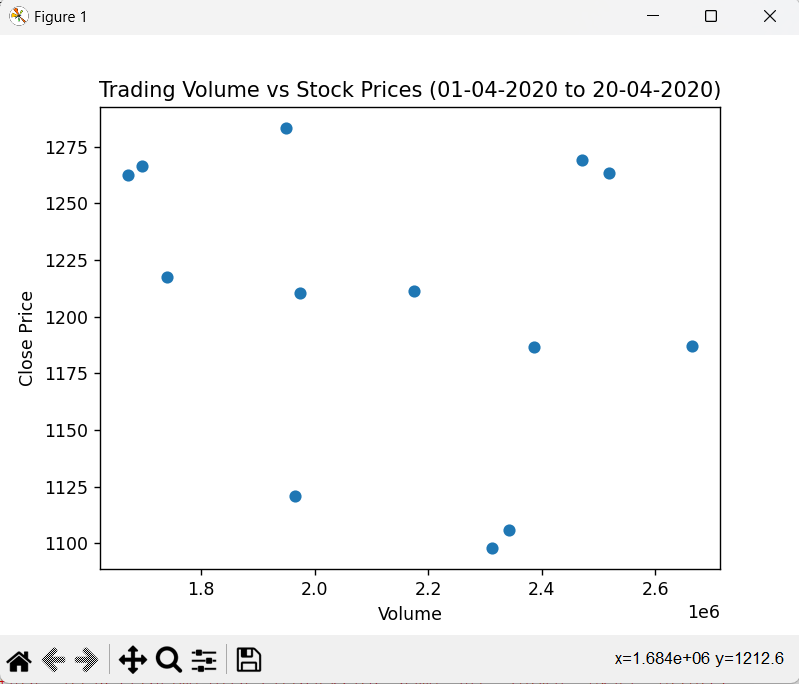 Figure 1
Trading Volume vs Stock Prices (01-04-2020 to 20-04-2020)
1275
1250
1225
1200
1175
1150
1125
1100
Close Price
1.8 2.0 2.2 2.4 2.6
1e6
Volume
x=1.684e+06 y=1212.6